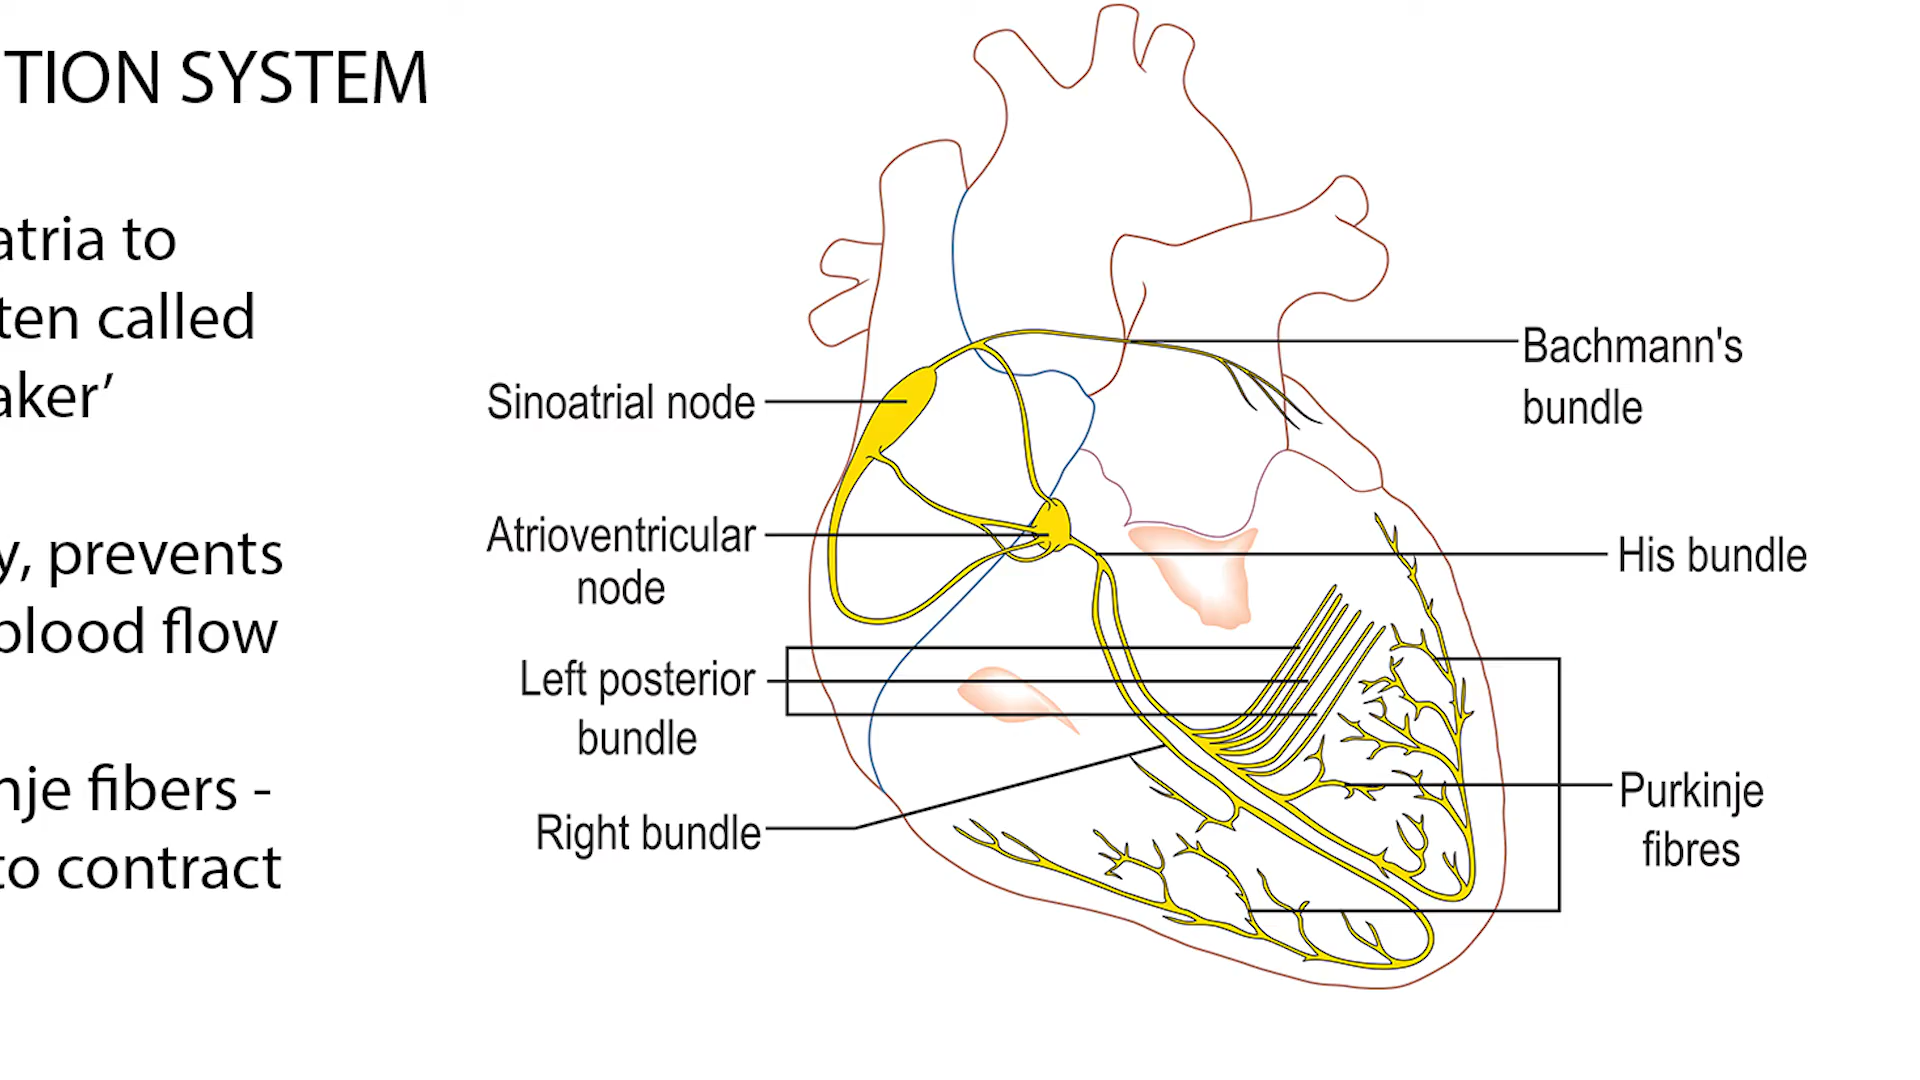 TION SYSTEM
atria to
ten called
aker’
y, prevents
blood flow
nje fibers -
to contract
Sinoatrial node
Atrioventricular
node
Left posterior
bundle
Right bundle
Bachmann's
bundle
His bundle
Purkinje
fibres